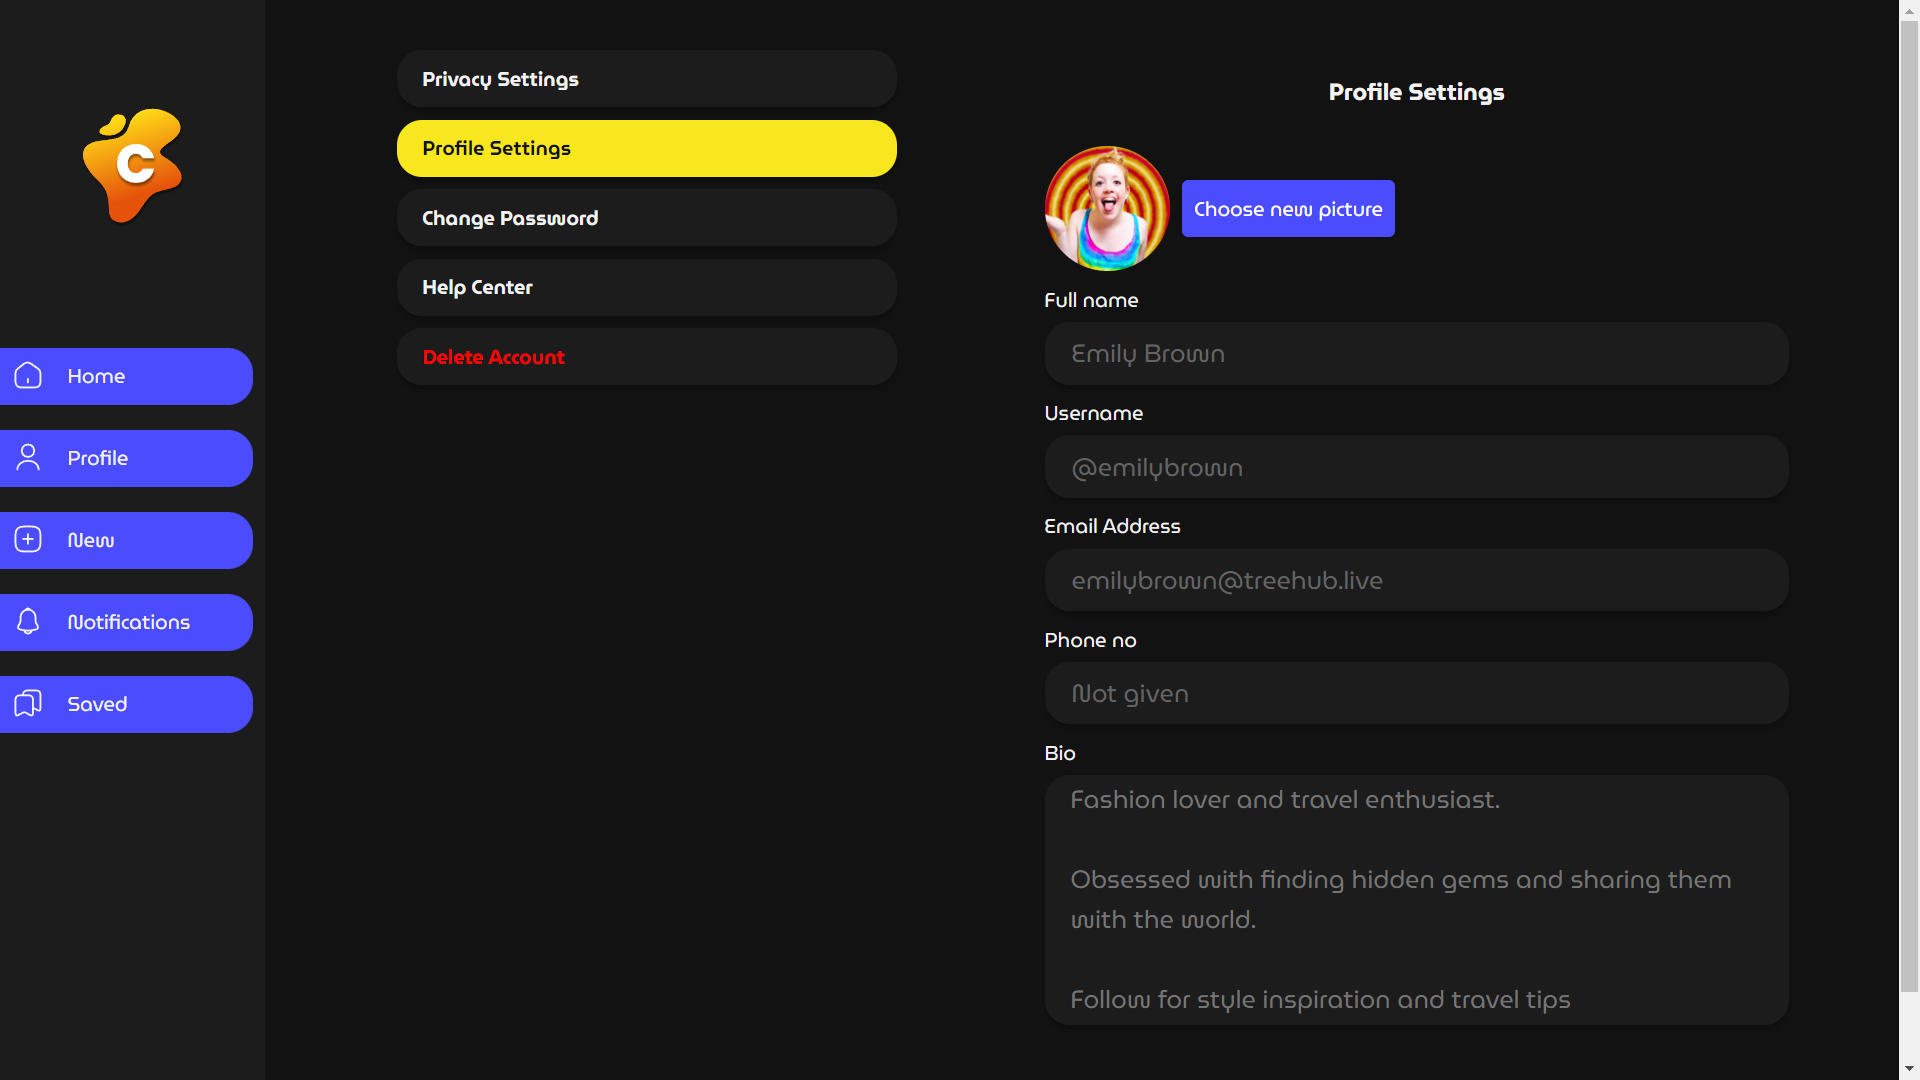 C
Home
Profile
New
Notifications
Saved
Privacy Settings
Profile Settings
Change Password
Help Center
Delete Account
Profile Settings
Choose new picture
Full name
Emily Brown
Username
@emilybrown
Email Address
emilybrown@treehub.live
Phone no
Not given
Bio
Fashion lover and travel enthusiast.
Obsessed with finding hidden gems and sharing them
with the world.
Follow for style inspiration and travel tips